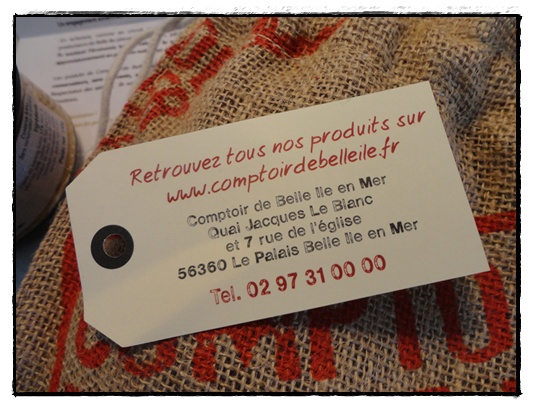 Retrouvez tous nos produits sur
www.comptoirdebelleile.fr
Comptoir de Belle Ile en Mer
Quai Jacques Le Blanc
et 7 rue de l'église
56360 Le Palais Belle Ile en Mer
Tel. 02 97 31 00 00